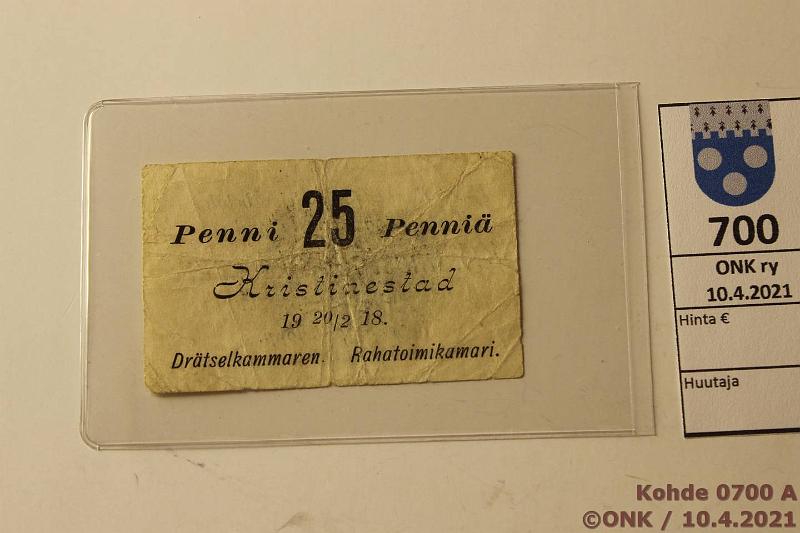 Penni 25 Penniä
Kristinestad
19 20/2 18.
Drätselkammaren. Rahatoimikamari.
700
ONK ry
10.4.2021
Hinta €
Huutaja
Kohde 0700 A
©ONK / 10.4.2021